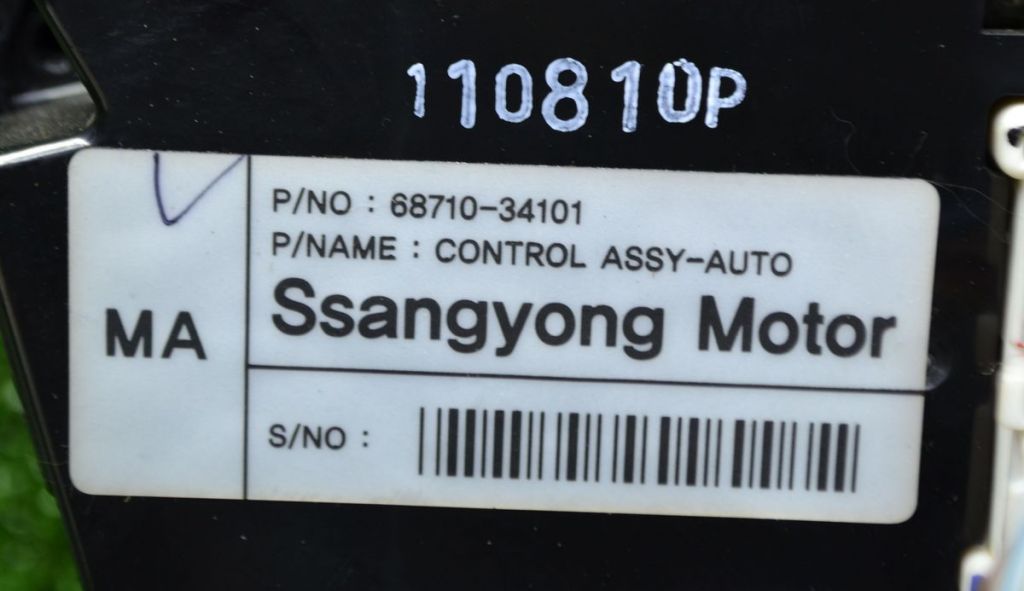 110810P
P/NO : 68710-34101
P/NAME : CONTROL ASSY-AUTO
Ssangyong Motor
MA
S/NO :